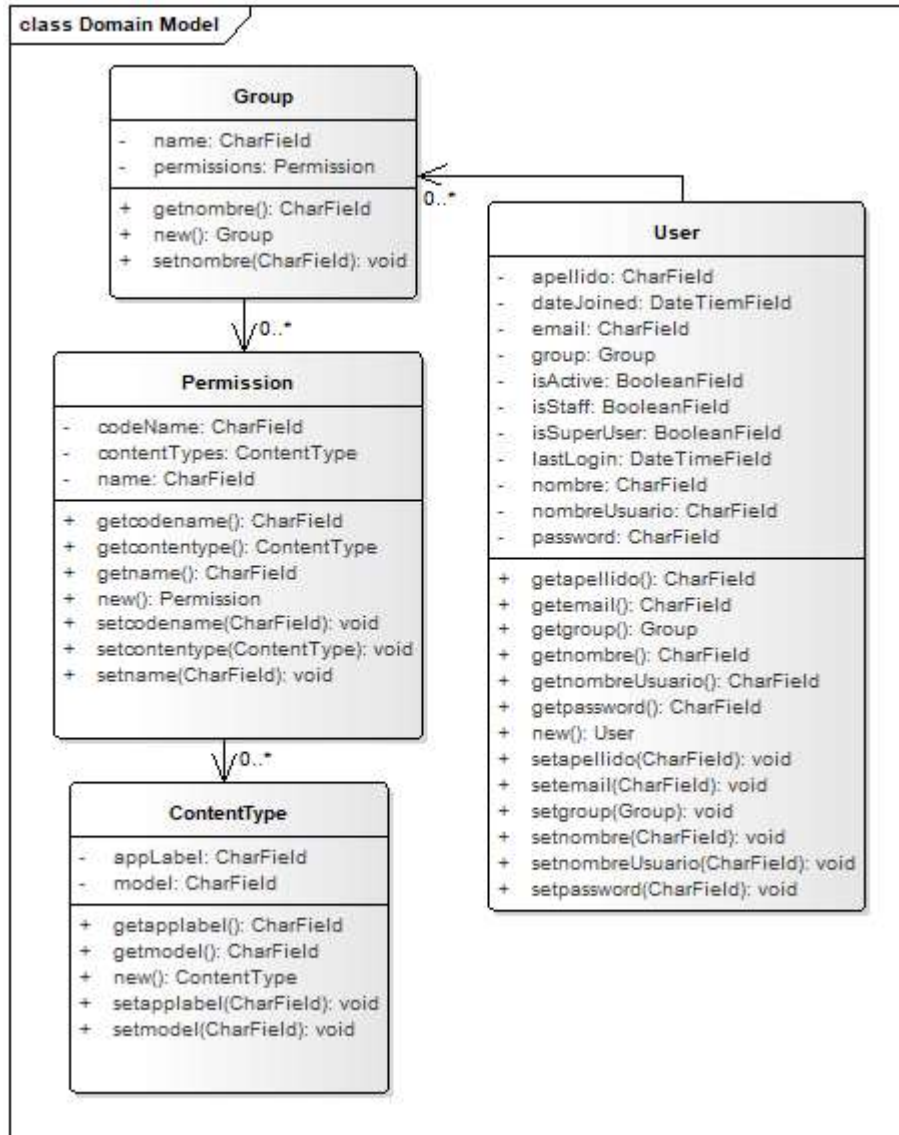 class Domain Model
Group
- name: CharField
- permissions: Permission
+ getnombre(): CharField
+ new(): Group
+ setnombre(CharField): void
0..*
0..*
Permission
- codeName: CharField
- contentTypes: ContentType
- name: CharField
+ getcodename(): CharField
+ getcontentype(): ContentType
+ getname(): CharField
+ new(): Permission
+ setcodename(CharField): void
+ setcontentype(ContentType): void
+ setname(CharField): void
0..*
ContentType
- appLabel: CharField
- model: CharField
+ getapplabel(): CharField
+ getmodel(): CharField
+ new(): ContentType
+ setapplabel(CharField): void
+ setmodel(CharField): void
User
- apellido: CharField
- dateJoined: DateTiemField
- email: CharField
- group: Group
- isActive: BooleanField
- isStaff: BooleanField
- isSuperUser: BooleanField
- lastLogin: DateTimeField
- nombre: CharField
- nombreUsuario: CharField
- password: CharField
+ getapellido(): CharField
+ getemail(): CharField
+ getgroup(): Group
+ getnombre(): CharField
+ getnombreUsuario(): CharField
+ getpassword(): CharField
+ new(): User
+ setapellido(CharField): void
+ setemail(CharField): void
+ setgroup(Group): void
+ setnombre(CharField): void
+ setnombreUsuario(CharField): void
+ setpassword(CharField): void